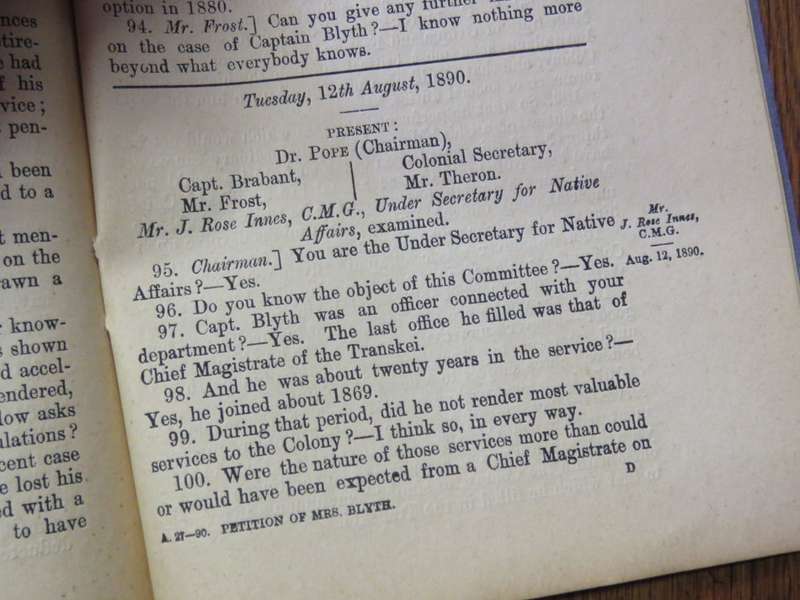 nces
tire-
e had
f his
vice;
pen-
been
d to a
t men-
on the
awn a
know-
s shown
d accel-
endered,
low asks
ulations?
cent case
e lost his
ed with a
to have
option in 1880.
94. Mr. Frost.] Can you give any further
on the case of Captain Blyth?—I know nothing more
beyond what everybody knows.
Tuesday, 12th August, 1890.
PRESENT:
Dr. POPE (Chairman),
Capt. Brabant,
Mr. Frost,
Colonial Secretary,
Mr. Theron.
Mr. J. Rose Innes, C.M.G., Under Secretary for Native
Affairs, examined.
95. Chairman.] You are the Under Secretary for Native
Affairs?—Yes.
Mr.
J. Rose Innes,
C.M.G.
Aug. 12, 1890.
96. Do you know the object of this Committee?—Yes.
97. Capt. Blyth was an officer connected with your
department?—Yes. The last office he filled was that of
Chief Magistrate of the Transkei.
98. And he was about twenty years in the service?—
Yes, he joined about 1869.
99. During that period, did he not render most valuable
services to the Colony?—I think so, in every way.
100. Were the nature of those services more than could
or would have been expected from a Chief Magistrate on
A. 27—90. PETITION OF MRS. BLYTH.
D